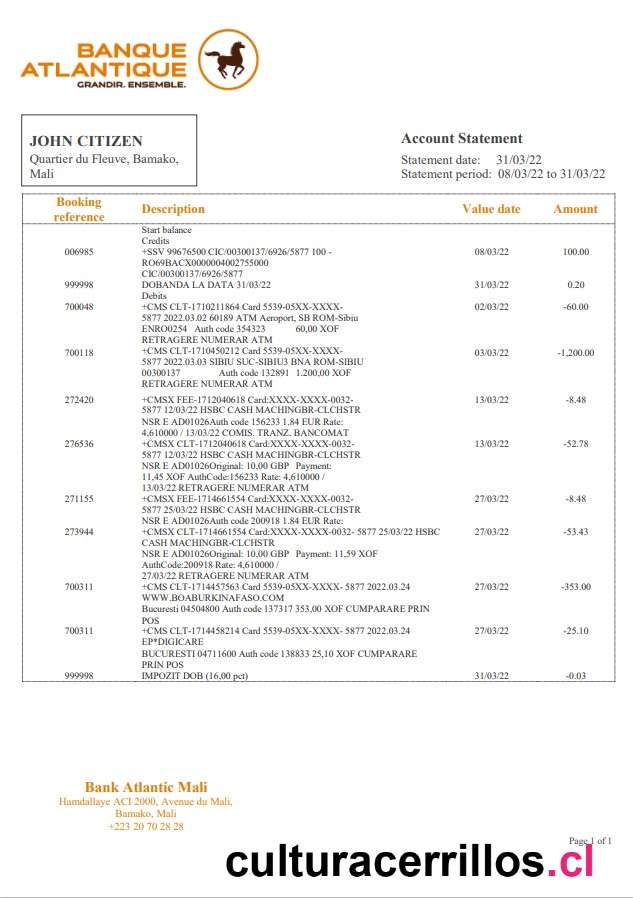 BANQUE
ATLANTIQUE
GRANDIR. ENSEMBLE.
JOHN CITIZEN
Quartier du Fleuve, Bamako,
Mali
Account Statement
Statement date: 31/03/22
Statement period: 08/03/22 to 31/03/22
Booking reference Description Value date Amount
Start balance
Credits
006985 +SSV 99676500 CIC/00300137/6926/5877 100 - 08/03/22 100.00
RO69BACX0000004002755000
CIC/00300137/6926/5877
999998 DOBANDA LA DATA 31/03/22 31/03/22 0.20
Debits
700048 +CMS CLT-1710211864 Card 5539-05XX-XXXX- 02/03/22 -60.00
5877 2022.03.02 60189 ATM Aeroport, SB ROM-Sibiu
ENRO0254 Auth code 354323 60,00 XOF
RETRAGERE NUMERAR ATM
700118 +CMS CLT-1710450212 Card 5539-05XX-XXXX- 03/03/22 -1,200.00
5877 2022.03.03 SIBIU SUC-SIBIU3 BNA ROM-SIBIU
00300137 Auth code 132891 1.200,00 XOF
RETRAGERE NUMERAR ATM
272420 +CMSX FEE-1712040618 Card:XXXX-XXXX-0032- 13/03/22 -8.48
5877 12/03/22 HSBC CASH MACHINGBR-CLCHSTR
NSR E AD01026Auth code 156233 1.84 EUR Rate:
4,610000 / 13/03/22 COMIS. TRANZ. BANCOMAT
276536 +CMSX CLT-1712040618 Card:XXXX-XXXX-0032- 13/03/22 -52.78
5877 12/03/22 HSBC CASH MACHINGBR-CLCHSTR
NSR E AD01026Original: 10,00 GBP Payment:
11,45 XOF AuthCode:156233 Rate: 4,610000 /
13/03/22 RETRAGERE NUMERAR ATM
271155 +CMSX FEE-1714661554 Card:XXXX-XXXX-0032- 27/03/22 -8.48
5877 25/03/22 HSBC CASH MACHINGBR-CLCHSTR
NSR E AD01026Auth code 200918 1.84 EUR Rate:
273944 +CMSX CLT-1714661554 Card:XXXX-XXXX-0032- 5877 25/03/22 HSBC 27/03/22 -53.43
CASH MACHINGBR-CLCHSTR
NSR E AD01026Original: 10,00 GBP Payment: 11,59 XOF
AuthCode:200918 Rate: 4,610000 /
27/03/22 RETRAGERE NUMERAR ATM
700311 +CMS CLT-1714457563 Card 5539-05XX-XXXX- 5877 2022.03.24 27/03/22 -353.00
WWW.BOABURKINAFASO.COM
Bucuresti 04504800 Auth code 137317 353,00 XOF CUMPARARE PRIN
POS
700311 +CMS CLT-1714458214 Card 5539-05XX-XXXX- 5877 2022.03.24 27/03/22 -25.10
EP*DIGICARE
BUCURESTI 04711600 Auth code 138833 25,10 XOF CUMPARARE
PRIN POS
999998 IMPOZIT DOB (16,00 pct) 31/03/22 -0.03
Bank Atlantic Mali
Hamdallaye ACI 2000, Avenue du Mali,
Bamako, Mali
+223 20 70 28 28
Page 1 of 1
culturacerrillos.cl